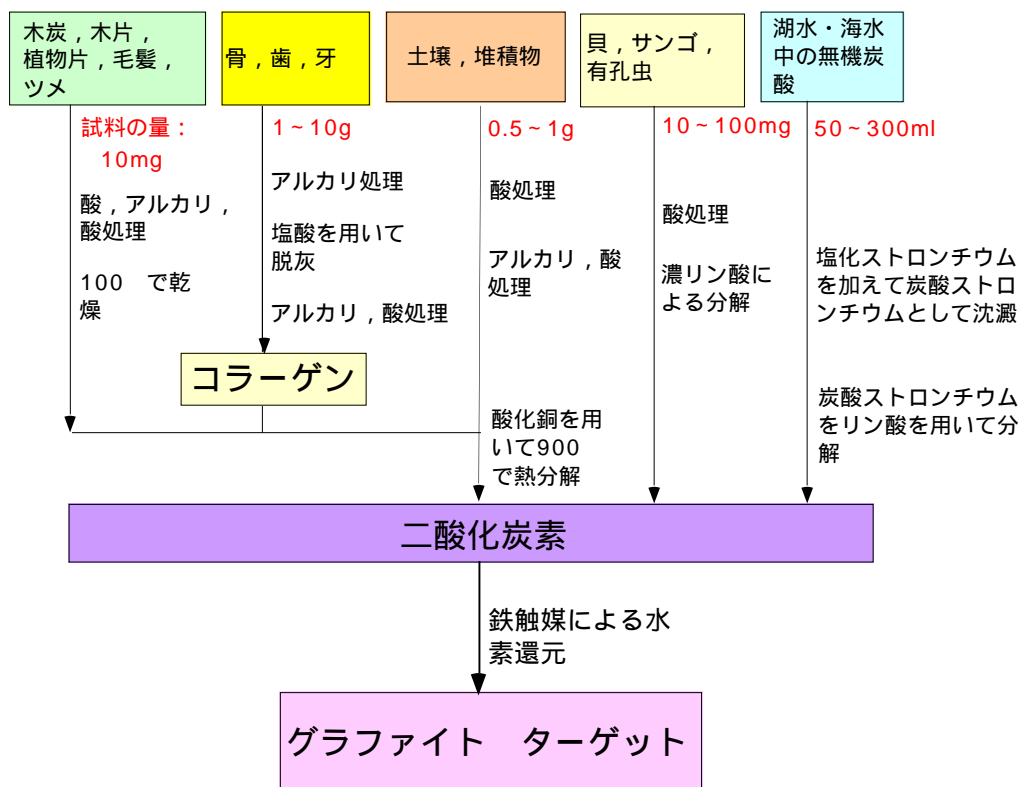 木炭，木片，
植物片，毛髪，
ツメ
骨，歯，牙
土壌，堆積物
貝，サンゴ，
有孔虫
湖水・海水
中の無機炭
酸
試料の量：
10mg
1～10g
0.5～1g
10～100mg
50～300ml
酸，アルカリ，
酸処理
100　で乾
燥
アルカリ処理
塩酸を用いて
脱灰
アルカリ，酸処理
コラーゲン
酸処理
アルカリ，酸
処理
酸化銅を用
いて900
で熱分解
酸処理
濃リン酸に
よる分解
塩化ストロンチウム
を加えて炭酸ストロ
ンチウムとして沈澱
炭酸ストロンチウム
をリン酸を用いて分
解
二酸化炭素
鉄触媒による水
素還元
グラファイト　ターゲット